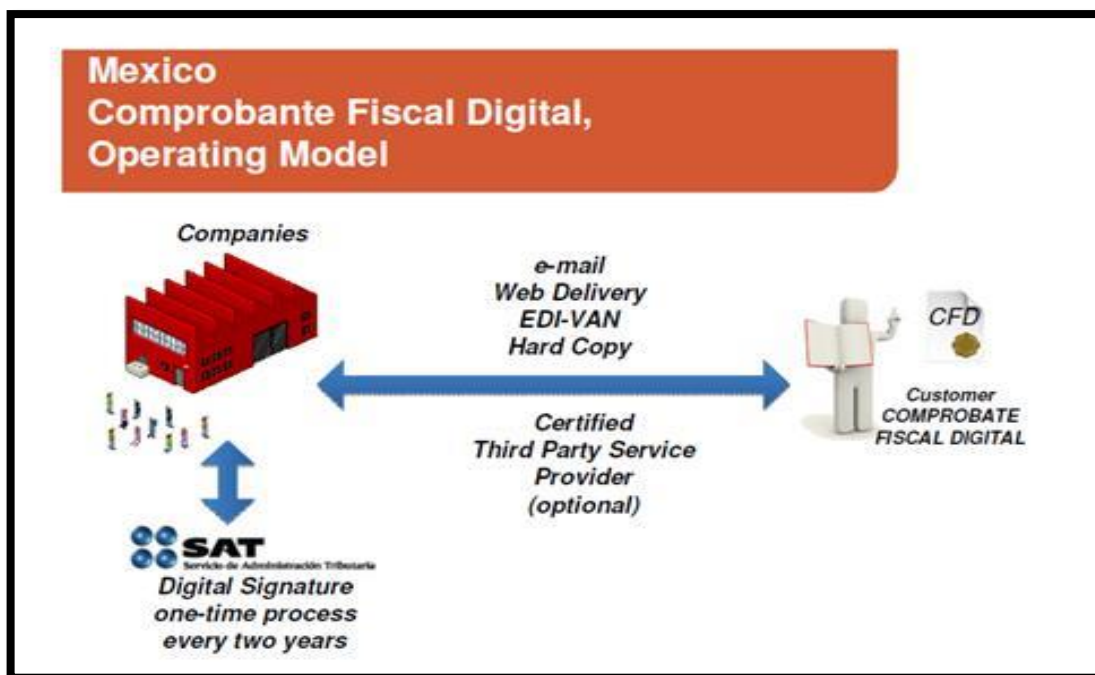 Mexico
Comprobante Fiscal Digital,
Operating Model
Companies
e-mail
Web Delivery
EDI-VAN
Hard Copy
CFD
Certified
Third Party Service
Provider
(optional)
Customer
COMPROBATE
FISCAL DIGITAL
SAT
Servicio de Administración Tributaria
Digital Signature
one-time process
every two years